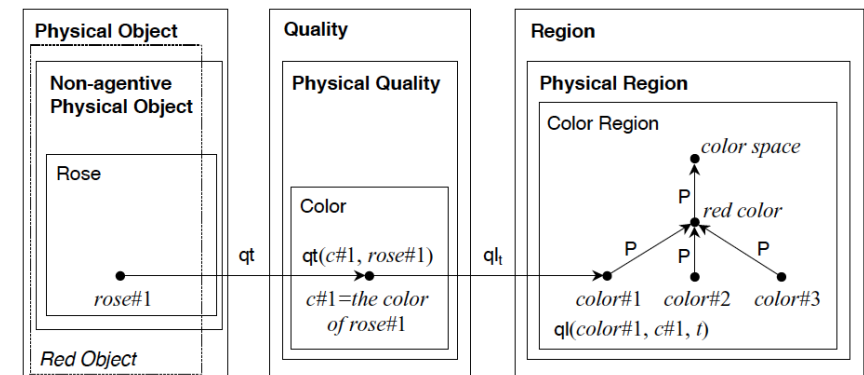 Physical Object
Non-agentive
Physical Object
Rose
rose#1
Red Object
qt
Quality
Physical Quality
Color
qt(c#1, rose#1)
c#1=the color
of rose#1
qlt
Region
Physical Region
Color Region
color space
P
red color
P
P
P
color#1
color#2
color#3
ql(color#1, c#1, t)